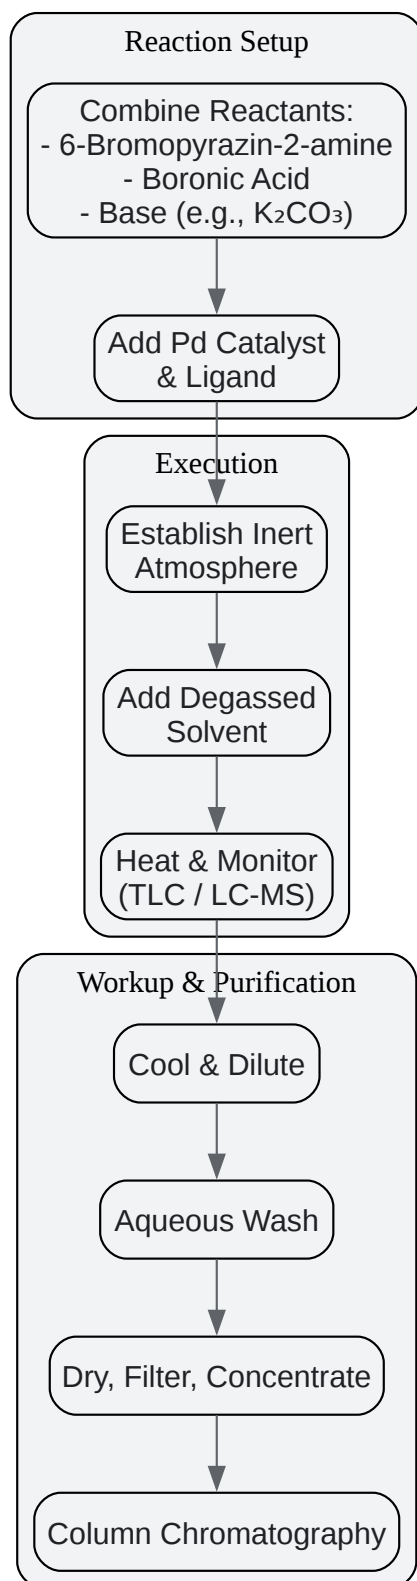 Reaction Setup
Combine Reactants:
- 6-Bromopyrazin-2-amine
- Boronic Acid
- Base (e.g., K₂CO₃)
Add Pd Catalyst
& Ligand
Execution
Establish Inert
Atmosphere
Add Degassed
Solvent
Heat & Monitor
(TLC / LC-MS)
Workup & Purification
Cool & Dilute
Aqueous Wash
Dry, Filter, Concentrate
Column Chromatography